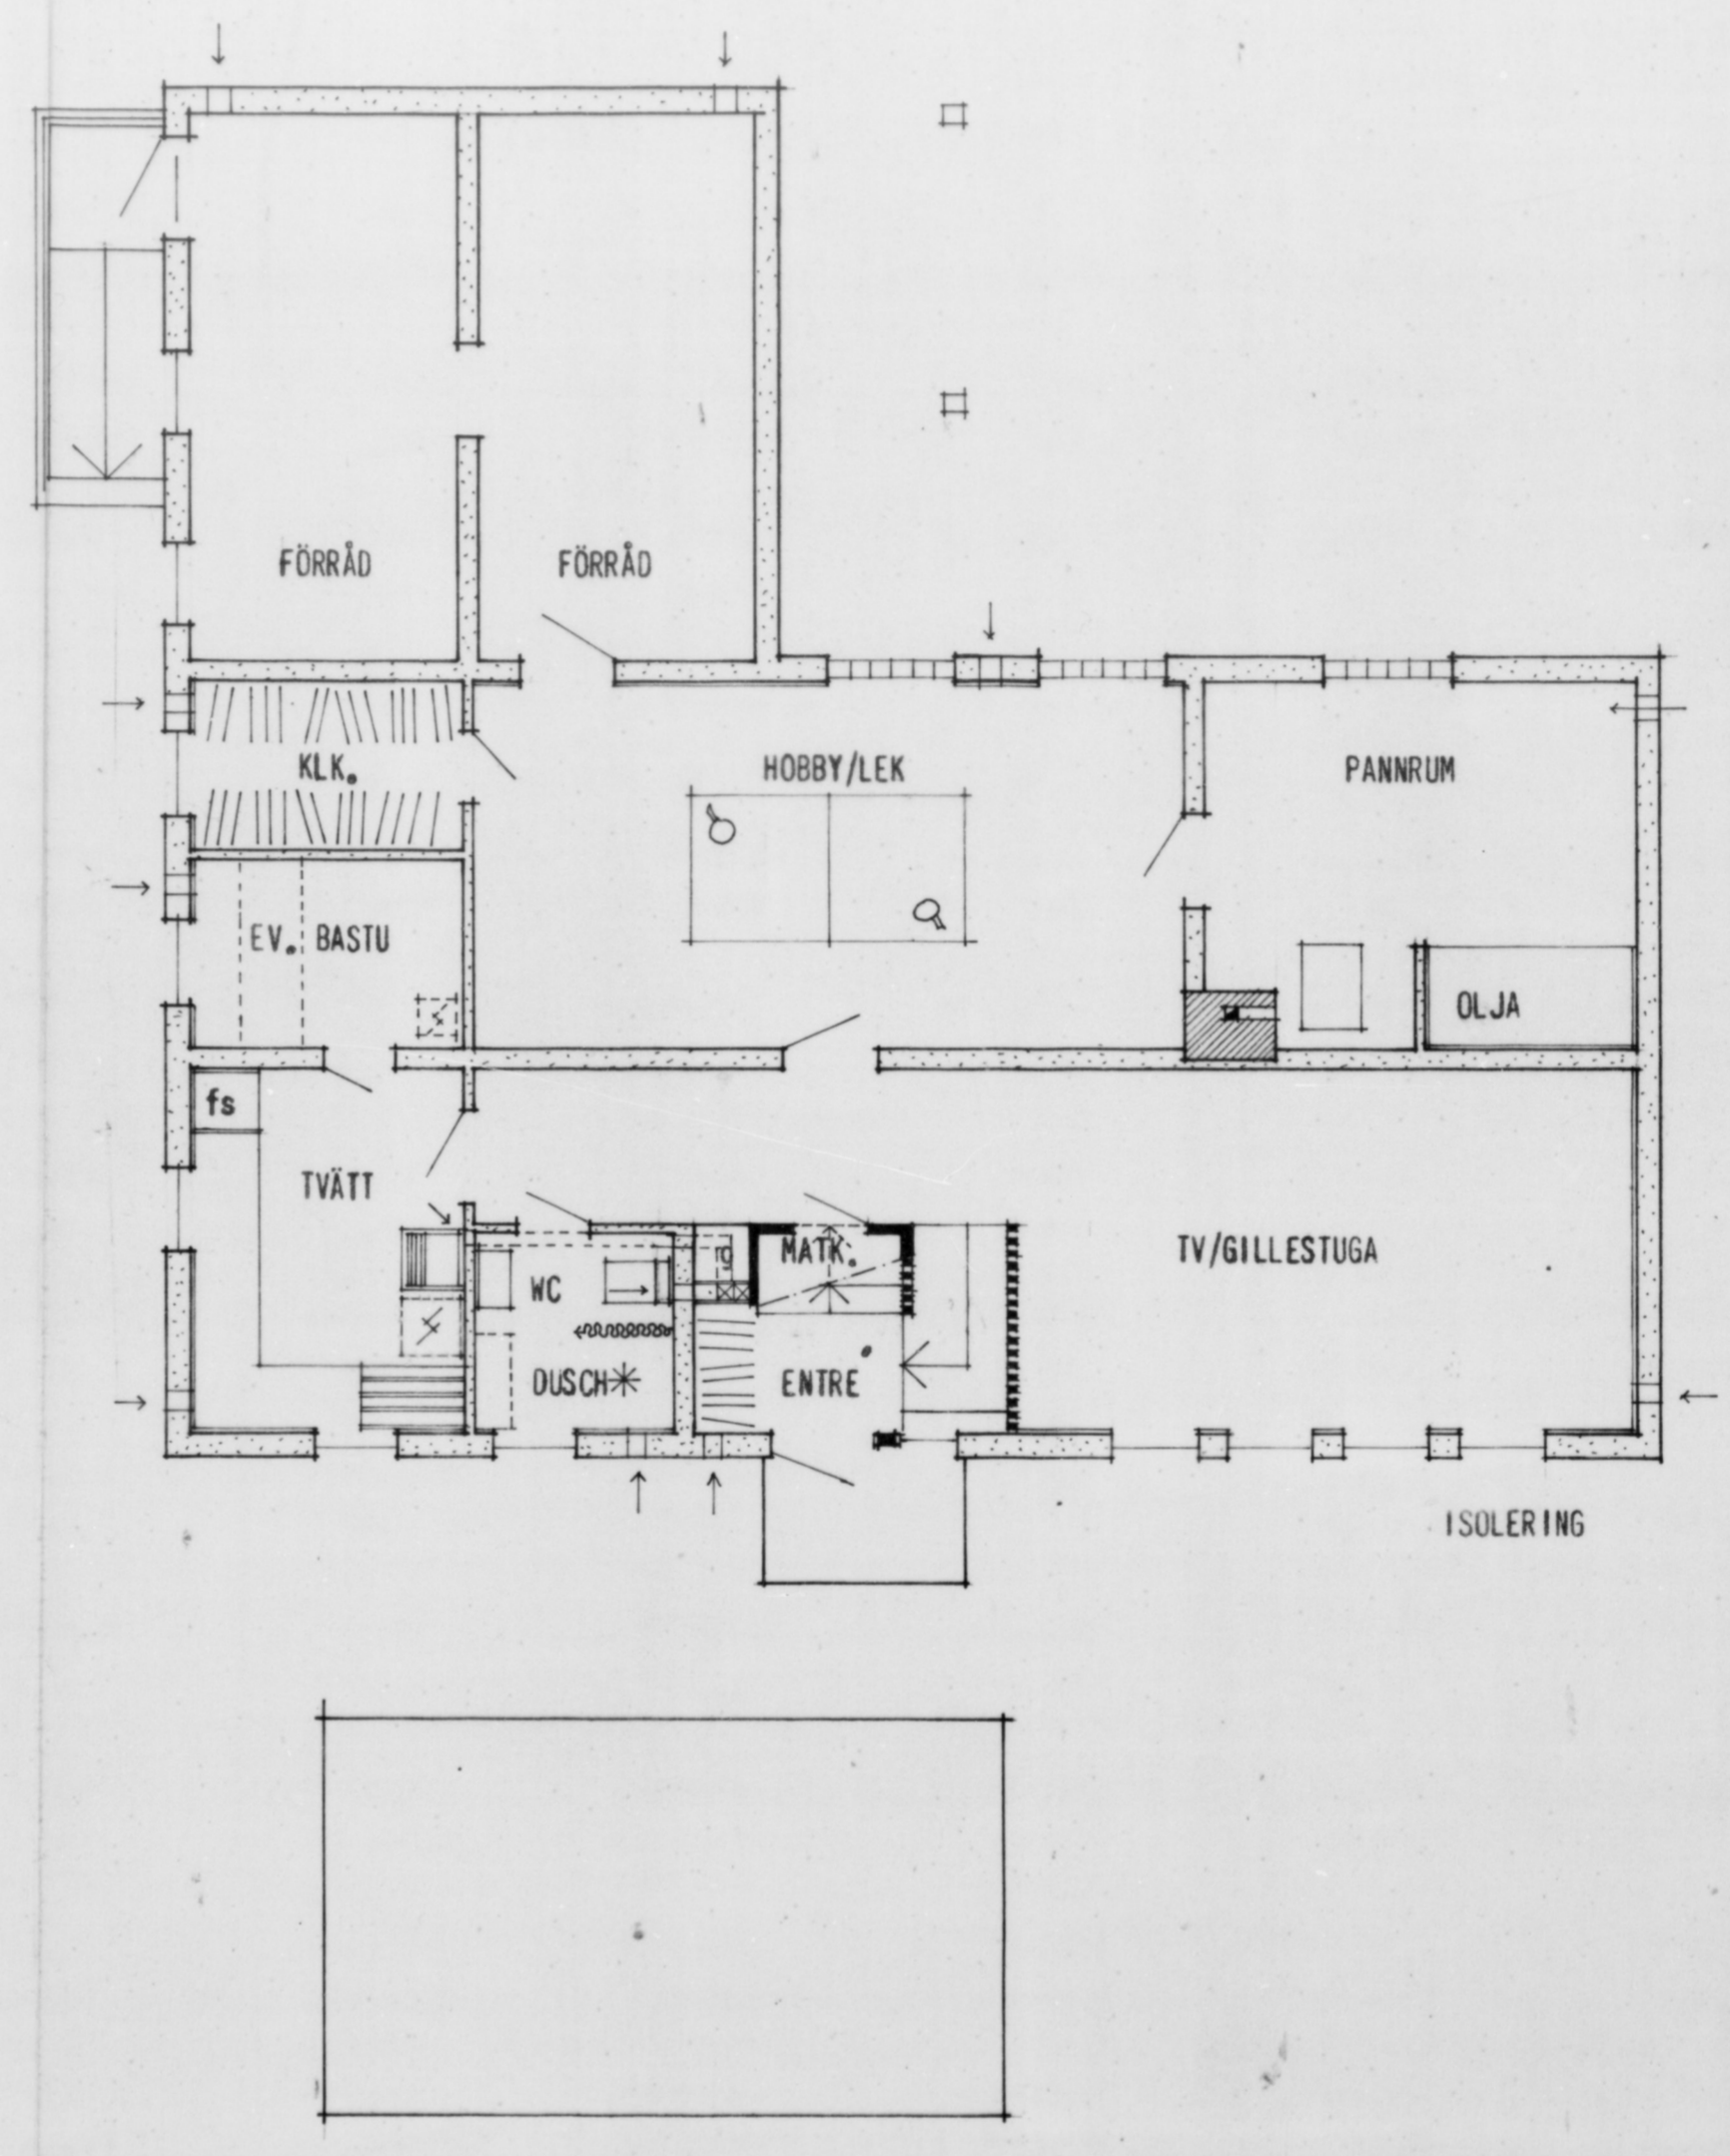 FÖRRÅD
FÖRRÅD
KLK.
HOBBY/LEK
PANNRUM
EV. BASTU
OLJA
fs
TVÄTT
MATK.
TV/GILLESTUGA
WC
DUSCH
ENTRE
ISOLERING